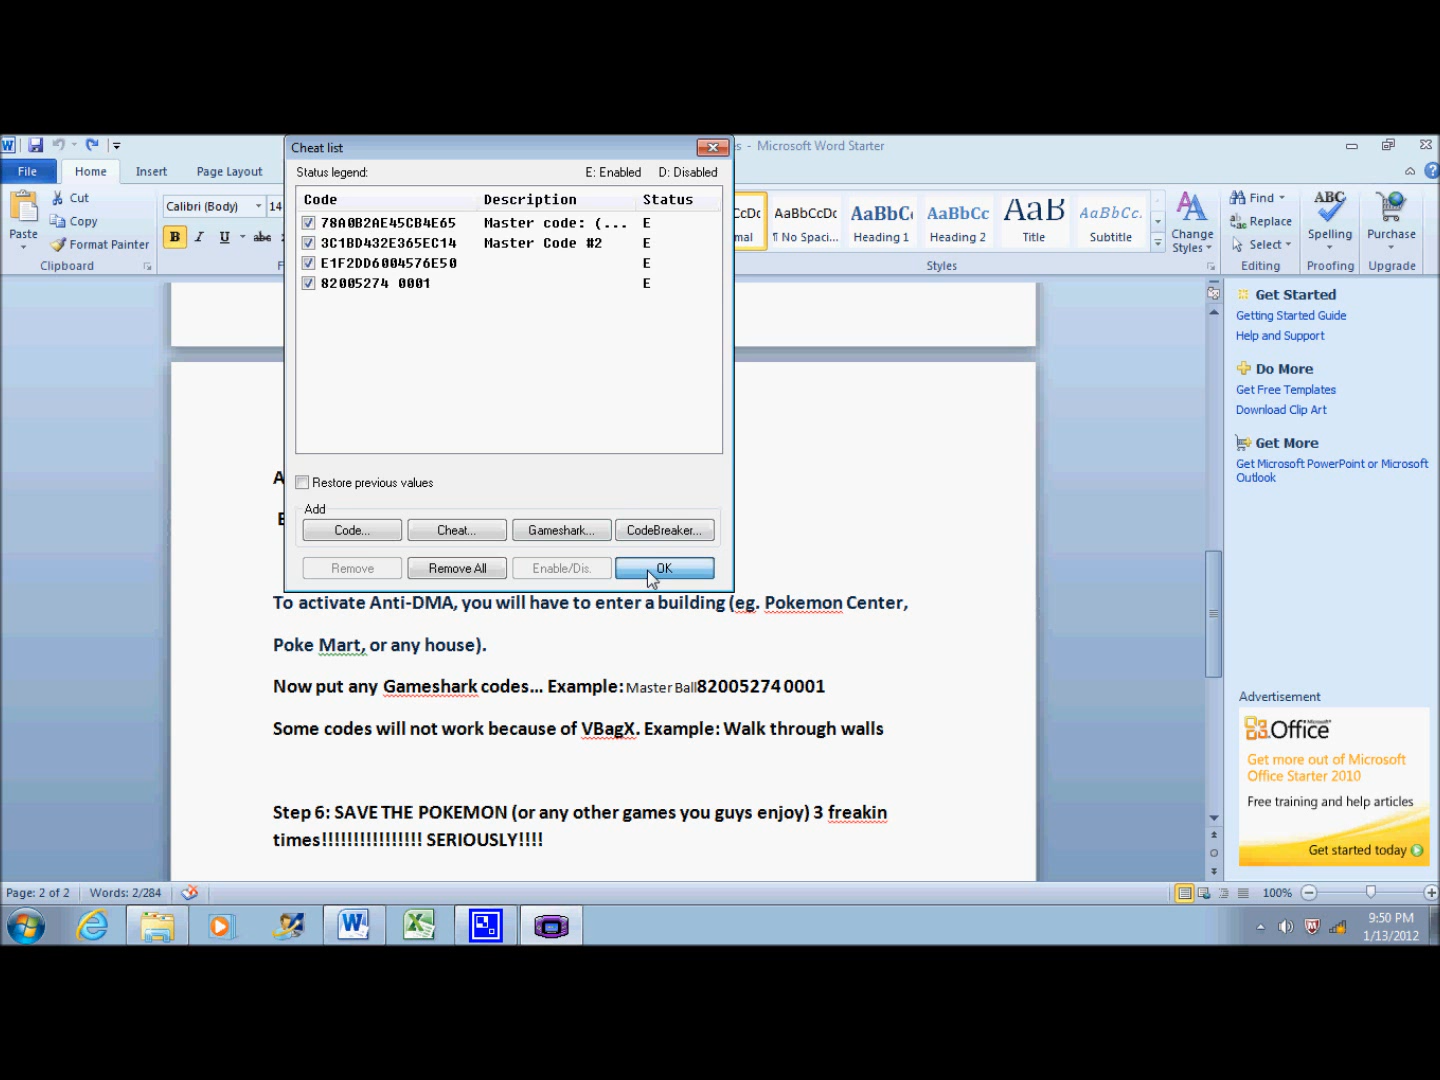 Cheat list
s - Microsoft Word Starter
File Home Insert Page Layout
Status legend: E: Enabled D: Disabled
Code Description Status
78A0B2AE45CB4E65 Master code: (... E
3C1BD432E365EC14 Master Code #2 E
E1F2DD6004576E50 E
82005274 0001 E
Restore previous values
Add
Code... Cheat... Gameshark... CodeBreaker...
Remove Remove All Enable/Dis. OK
Paste
Cut
Copy
Format Painter
Clipboard
Calibri (Body) 14
B I U abc
F
CcDc AaBbCcDc AaBbC AaBbCc AaB AaBbCc.
mal ¶ No Spaci... Heading 1 Heading 2 Title Subtitle
Styles
Change
Styles
Find
Replace
Select
Editing
ABC
Spelling
Proofing
Purchase
Upgrade
A
E
To activate Anti-DMA, you will have to enter a building (eg. Pokemon Center,
Poke Mart, or any house).
Now put any Gameshark codes... Example: Master Ball82005274 0001
Some codes will not work because of VBagX. Example: Walk through walls
Step 6: SAVE THE POKEMON (or any other games you guys enjoy) 3 freakin
times!!!!!!!!!!!!!!!! SERIOUSLY!!!!
Get Started
Getting Started Guide
Help and Support
Do More
Get Free Templates
Download Clip Art
Get More
Get Microsoft PowerPoint or Microsoft
Outlook
Advertisement
Microsoft
Office
Get more out of Microsoft
Office Starter 2010
Free training and help articles
Get started today
Page: 2 of 2 Words: 2/284
100%
9:50 PM
1/13/2012